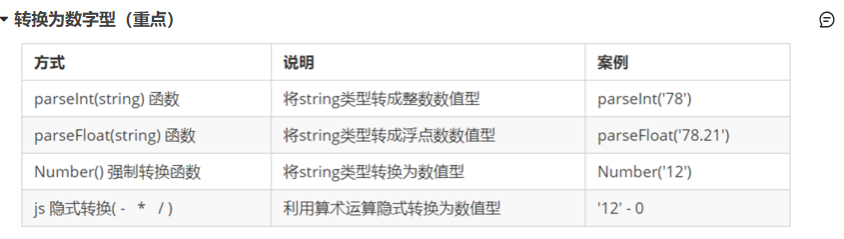 转换为数字型（重点）
方式 说明 案例
parseInt(string) 函数 将string类型转成整数数值型 parseInt('78')
parseFloat(string) 函数 将string类型转成浮点数数值型 parseFloat('78.21')
Number() 强制转换函数 将string类型转换为数值型 Number('12')
js 隐式转换( - * / ) 利用算术运算隐式转换为数值型 '12' - 0